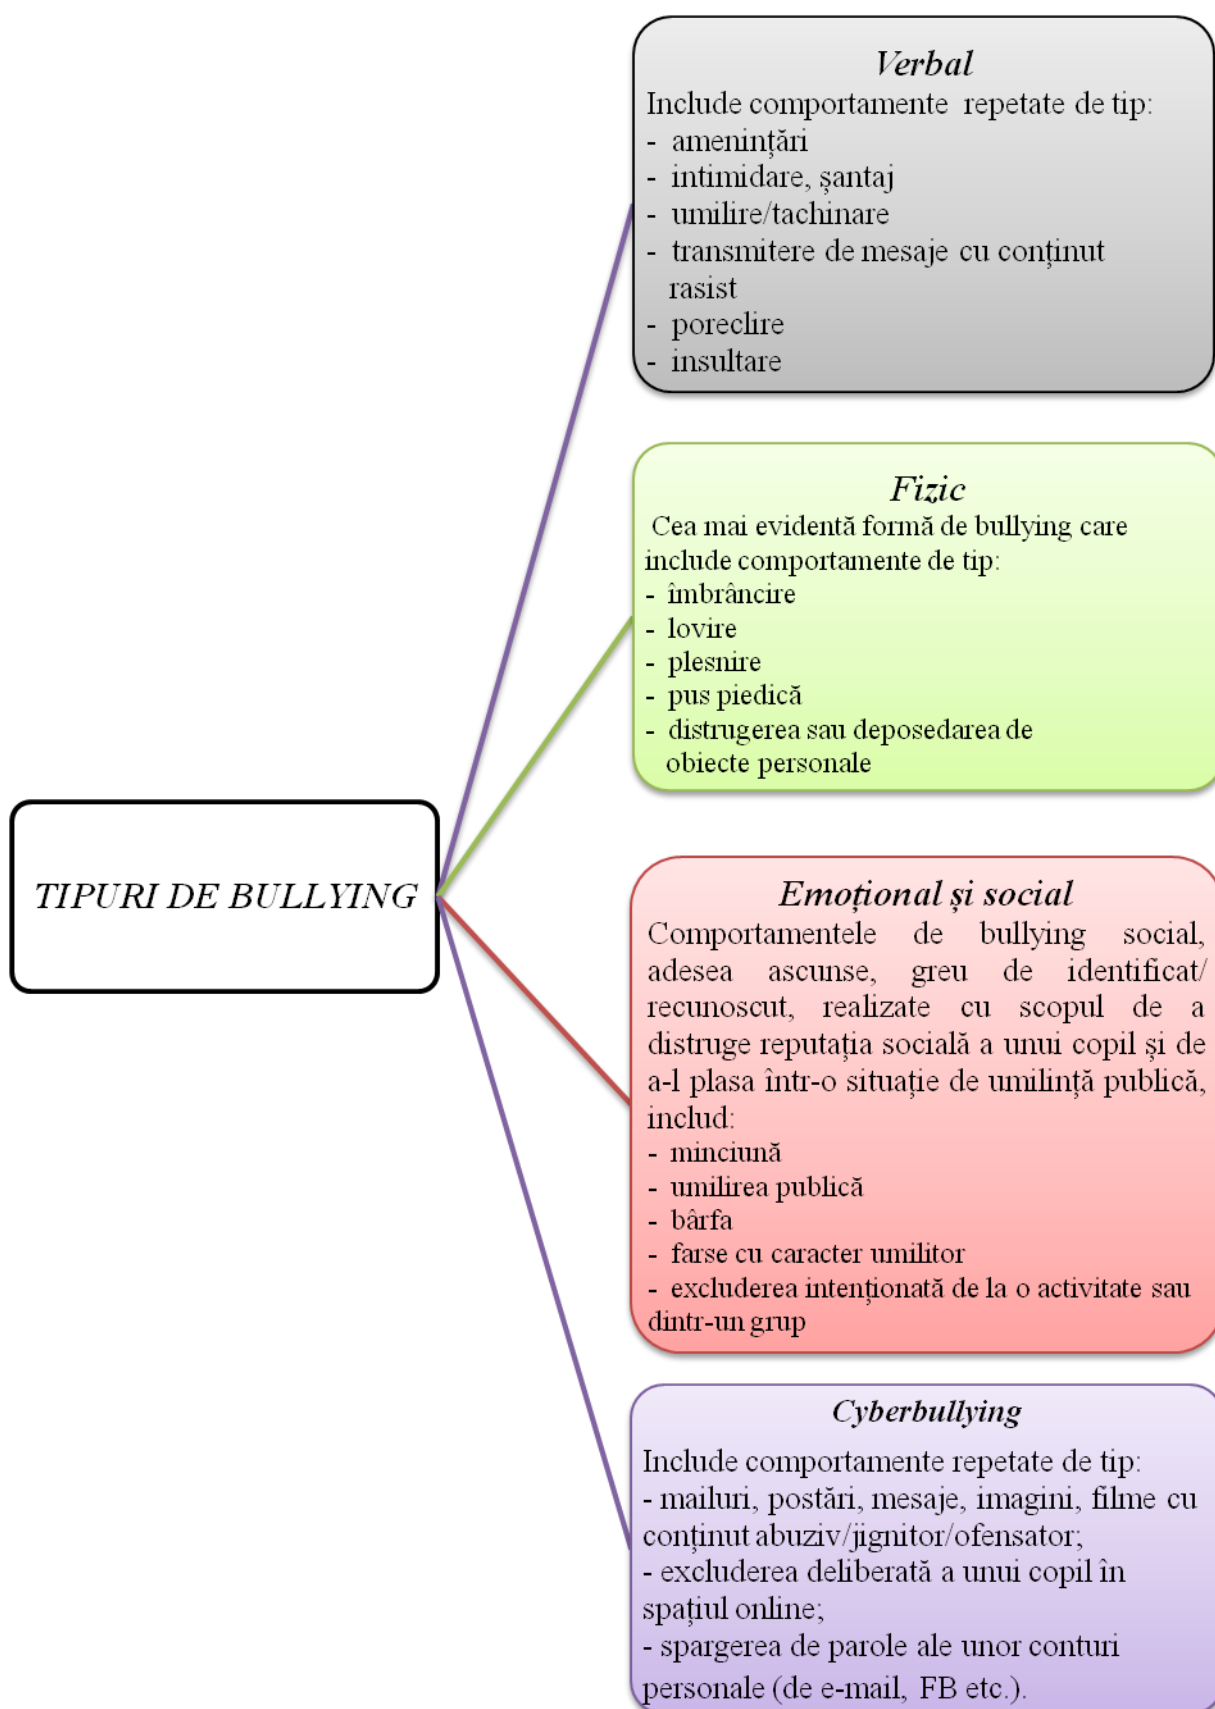 Verbal
Include comportamente repetate de tip:
- amenințări
- intimidare, șantaj
- umilire/tachinare
- transmitere de mesaje cu conținut
rasist
- poreclire
- insultare
Fizic
Cea mai evidentă formă de bullying care
include comportamente de tip:
- îmbrâncire
- lovire
- plesnire
- pus piedică
- distrugerea sau deposedarea de
obiecte personale
TIPURI DE BULLYING
Emoțional și social
Comportamentele de bullying social,
adesea ascunse, greu de identificat/
recunoscut, realizate cu scopul de a
distruge reputația socială a unui copil și de
a-l plasa într-o situație de umilință publică,
includ:
- minciună
- umilirea publică
- bârfa
- farse cu caracter umilitor
- excluderea intenționată de la o activitate sau
dintr-un grup
Cyberbullying
Include comportamente repetate de tip:
- mailuri, postări, mesaje, imagini, filme cu
conținut abuziv/jignitor/ofensator;
- excluderea deliberată a unui copil în
spațiul online;
- spargerea de parole ale unor conturi
personale (de e-mail, FB etc.).